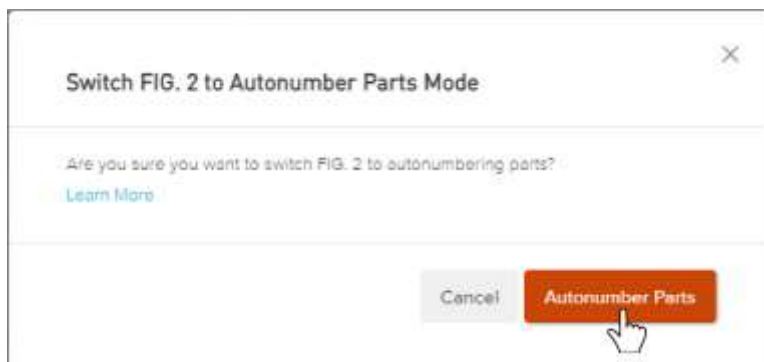 Switch FIG. 2 to Autonumber Parts Mode
Are you sure you want to switch FIG. 2 to autonumbering parts?
Learn More
Cancel
Autonumber Parts